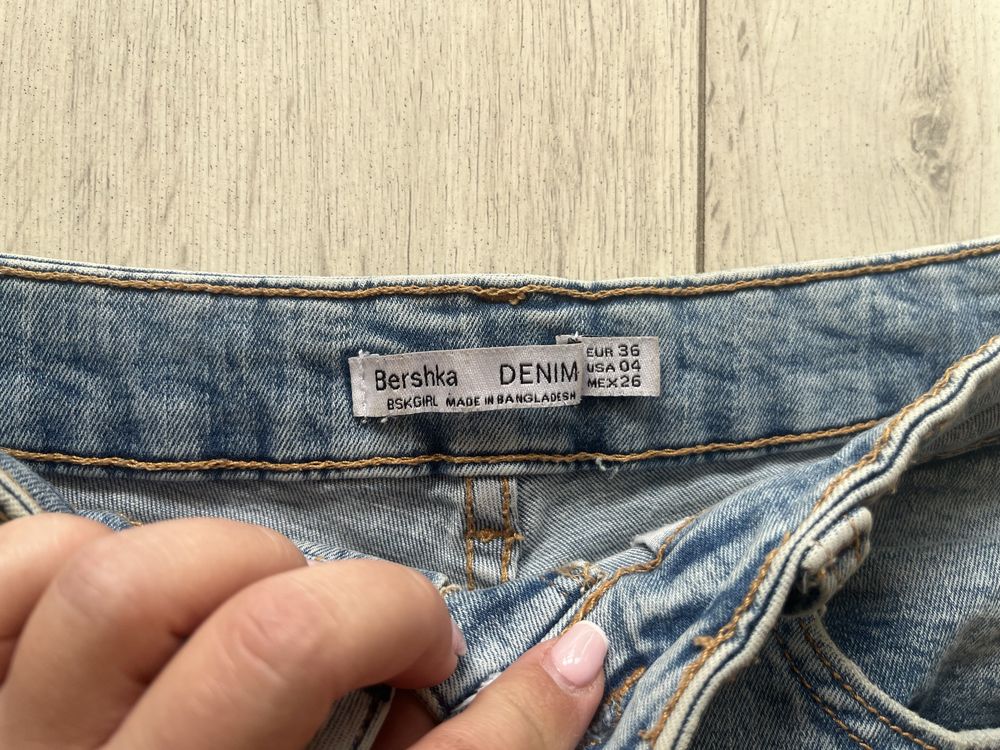 Bershka DENIM
BSKGIRL MADE IN BANGLADESH
EUR 36
USA 04
MEX 26